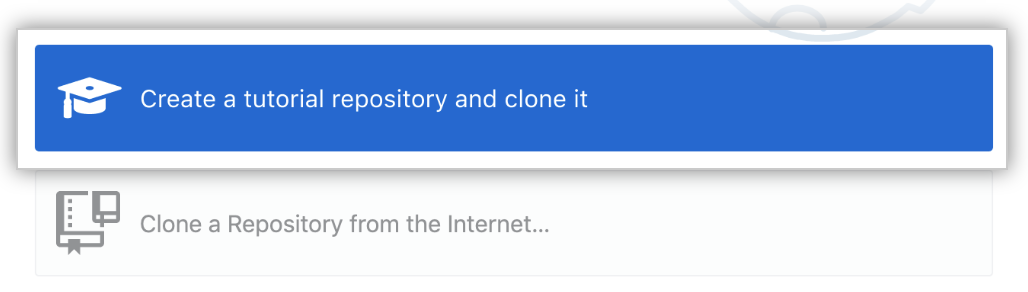 Create a tutorial repository and clone it
Clone a Repository from the Internet...